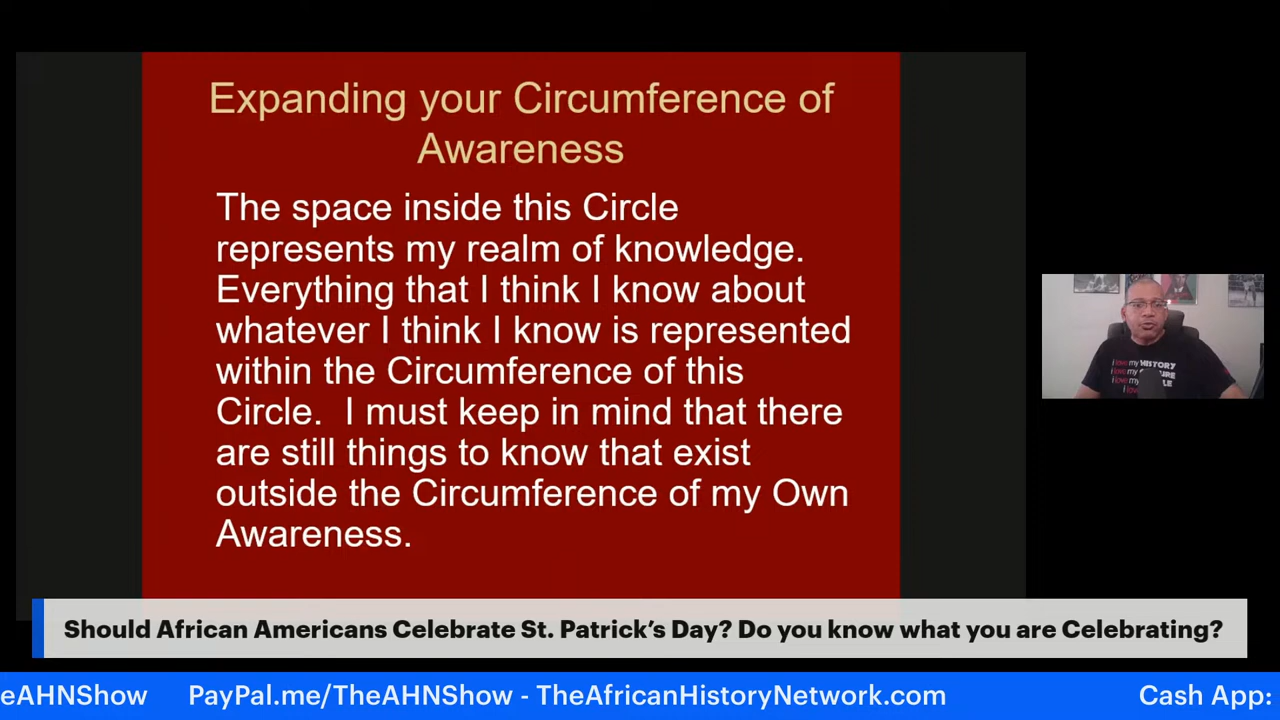 Expanding your Circumference of
Awareness
The space inside this Circle
represents my realm of knowledge.
Everything that I think I know about
whatever I think I know is represented
within the Circumference of this
Circle.  I must keep in mind that there
are still things to know that exist
outside the Circumference of my Own
Awareness.
I love my HISTORY
Should African Americans Celebrate St. Patrick's Day? Do you know what you are Celebrating?
eAHNShow PayPal.me/TheAHNShow - TheAfricanHistoryNetwork.com Cash App: